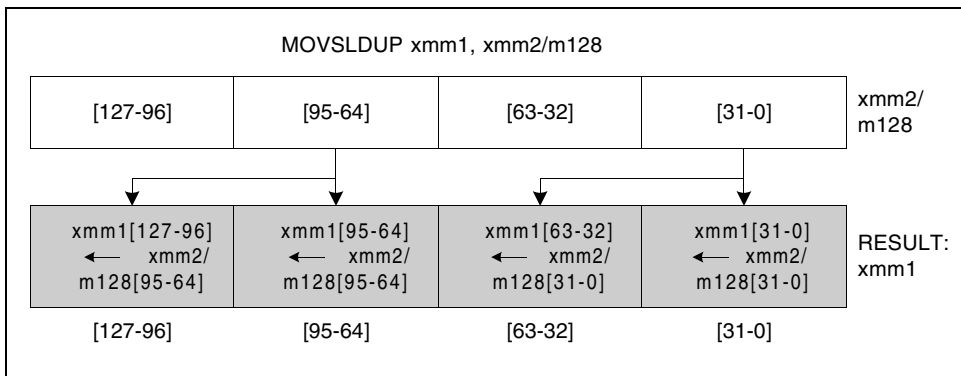 MOVSLDUP xmm1, xmm2/m128
[127-96] [95-64] [63-32] [31-0] xmm2/
m128
xmm1[127-96] xmm1[95-64] xmm1[63-32] xmm1[31-0] RESULT:
← xmm2/ ← xmm2/ ← xmm2/ ← xmm2/ xmm1
m128[95-64] m128[95-64] m128[31-0] m128[31-0]
[127-96] [95-64] [63-32] [31-0]